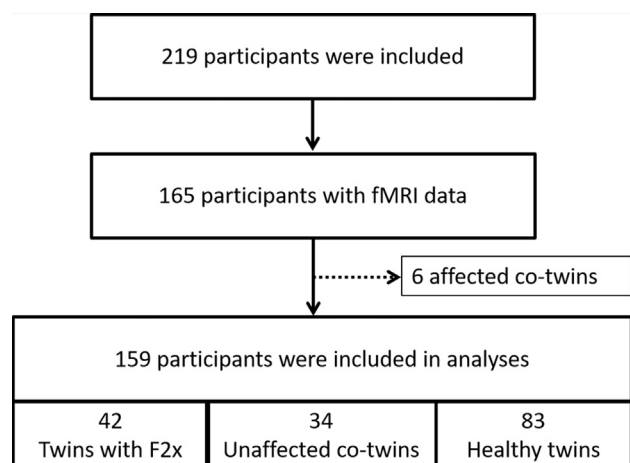 219 participants were included
165 participants with fMRI data
6 affected co-twins
159 participants were included in analyses
42
Twins with F2x
34
Unaffected co-twins
83
Healthy twins